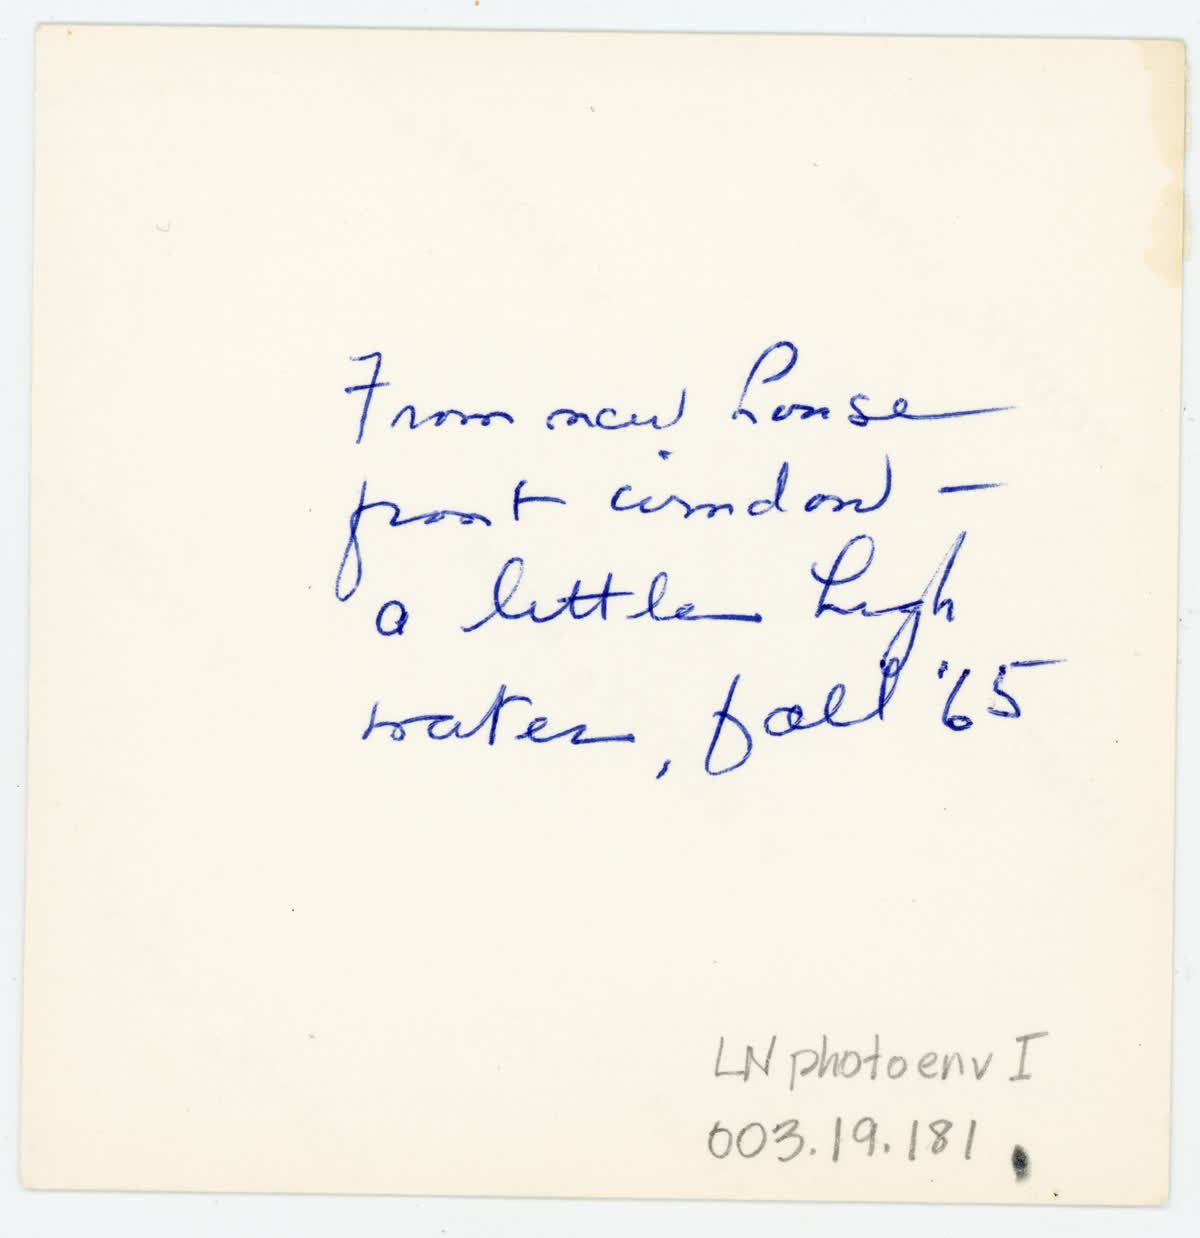 From new house
front window —
a little high
water, fall '65
LN photo env I
003.19.181